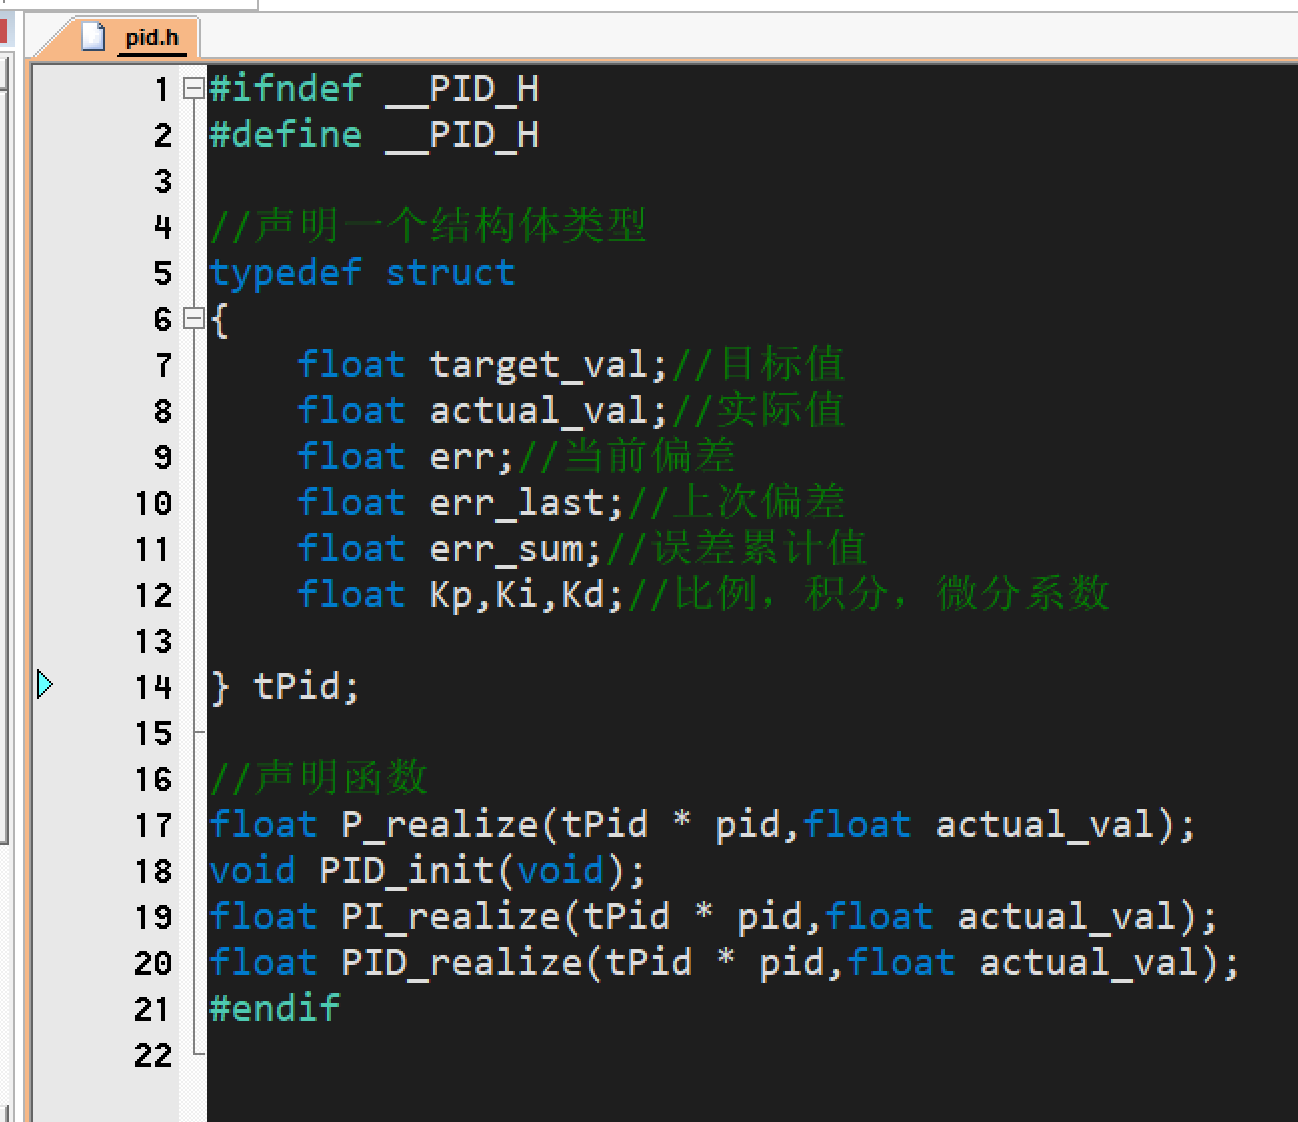 pid.h
1 #ifndef __PID_H
2 #define __PID_H
3
4 //声明一个结构体类型
5 typedef struct
6 {
7 float target_val;//目标值
8 float actual_val;//实际值
9 float err;//当前偏差
10 float err_last;//上次偏差
11 float err_sum;//误差累计值
12 float Kp,Ki,Kd;//比例，积分，微分系数
13
14 } tPid;
15
16 //声明函数
17 float P_realize(tPid * pid,float actual_val);
18 void PID_init(void);
19 float PI_realize(tPid * pid,float actual_val);
20 float PID_realize(tPid * pid,float actual_val);
21 #endif
22